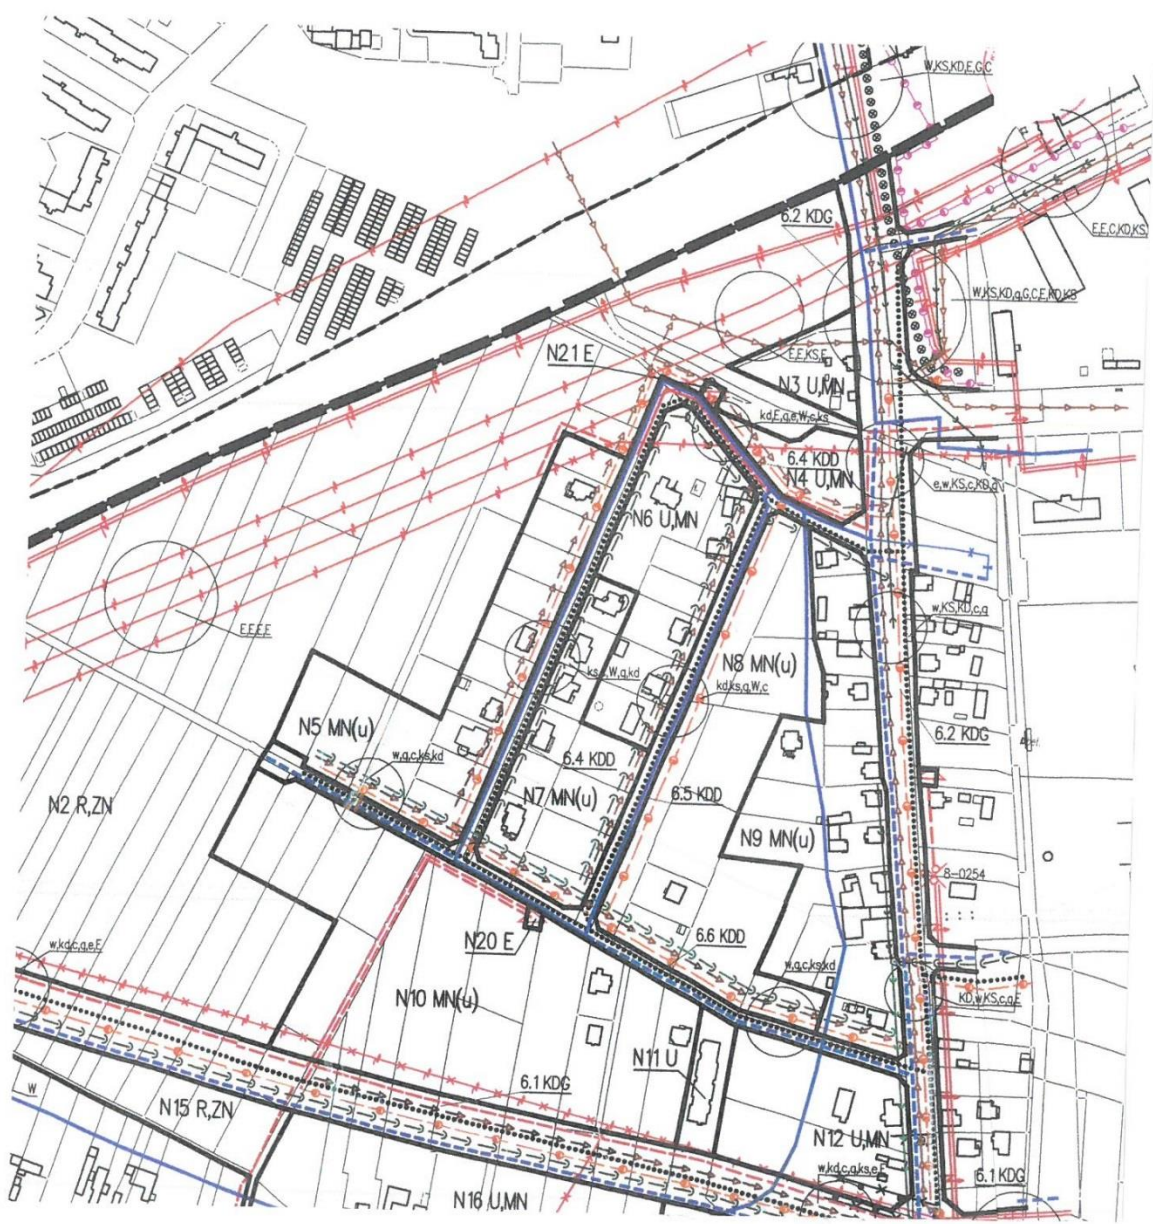 W,KS,KD,E,G,C
6.2 KDG
E,E,C,KD,KS
W,KS,KD,g,G,C,E,KD,KS
N21 E
E,E,KS,E
N3 U,MN
kd,E,g,e,W,c,ks
6.4 KDD
N4 U,MN
e,w,KS,c,KD,g
N6 U,MN
w,KS,KD,c,g
E,E,E,E
N8 MN(u)
kd,ks,g,W,c
N5 MN(u)
6.2 KDG
w,g,c,ks,kd
6.4 KDD
N2 R,ZN
N7 MN(u)
6.5 KDD
N9 MN(u)
8-0254
N20 E
6.6 KDD
w,kd,c,g,e,E
w,g,c,ks,kd
N10 MN(u)
KD,w,KS,c,g,E
N11 U
6.1 KDG
W
N15 R,ZN
N12 U,MN
w,kd,c,g,ks,e,E
6.1 KDG
N16 U,MN